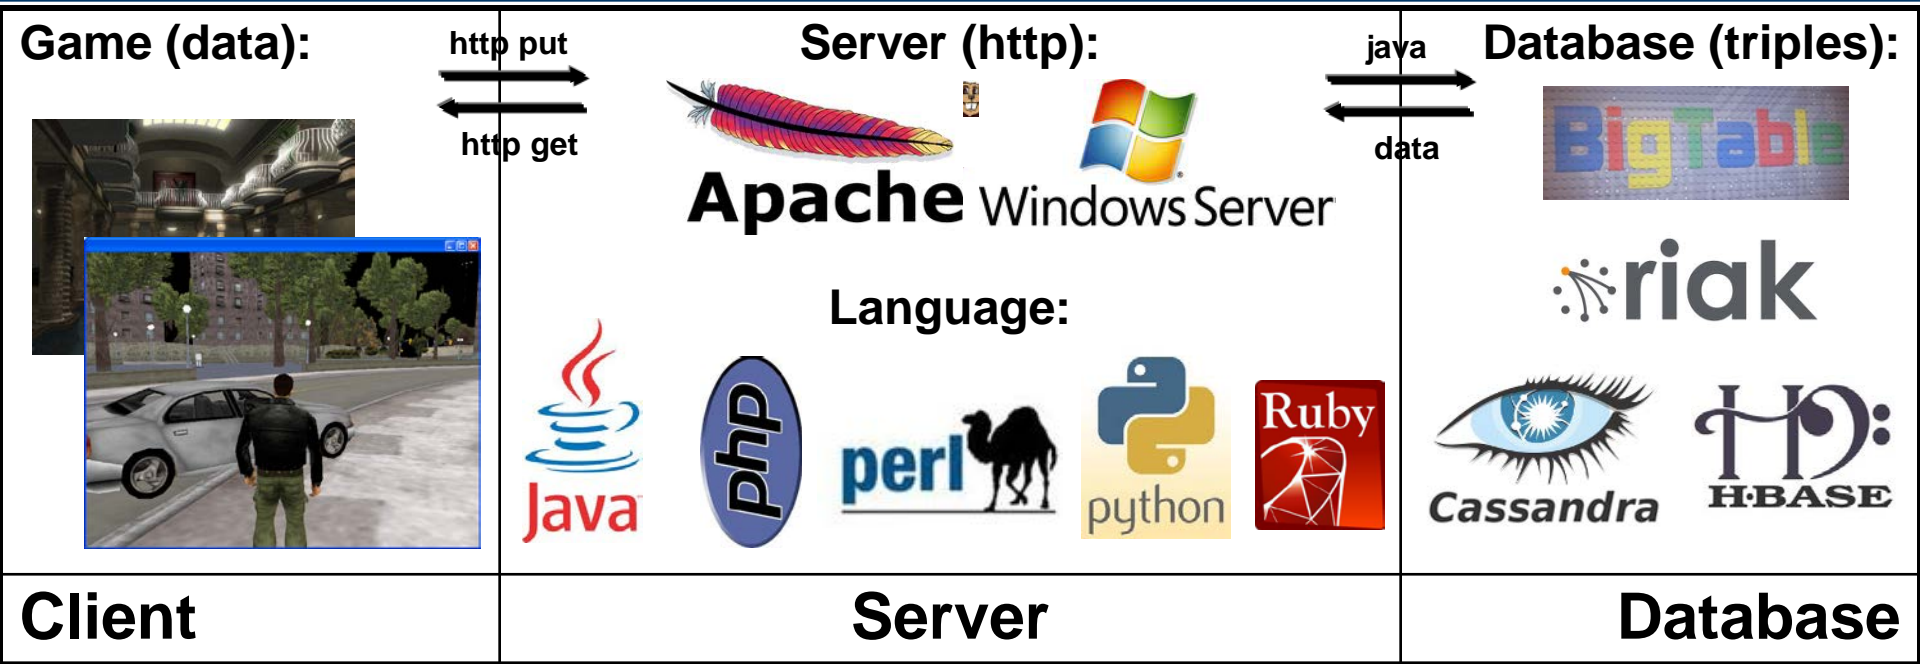 Game (data):
http put
http get
Server (http):
Apache
Windows Server
Language:
Java
php
perl
python
Ruby
java
data
Database (triples):
BigTable
riak
Cassandra
HBASE
Client
Server
Database